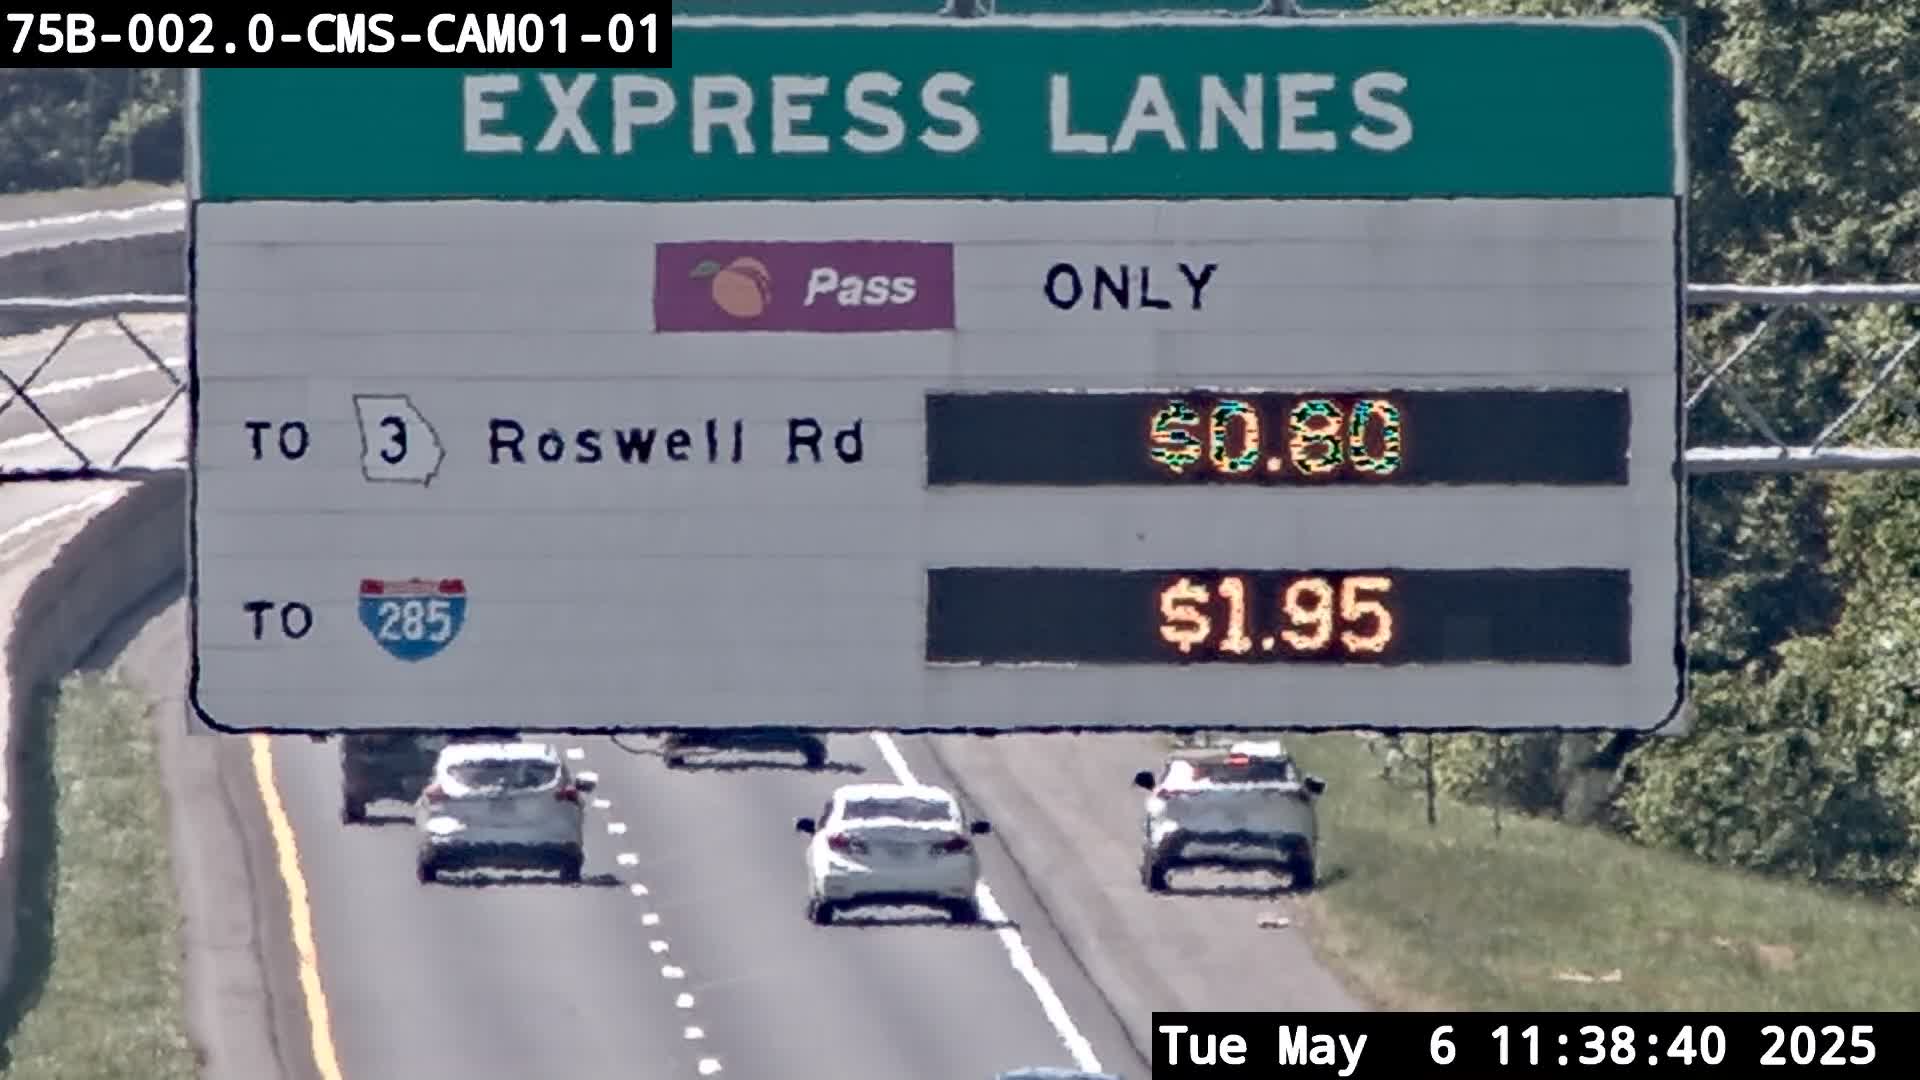 75B-002.0-CMS-CAM01-01
EXPRESS LANES
Pass ONLY
TO 3 Roswell Rd $0.80
TO 285 $1.95
Tue May 6 11:38:40 2025